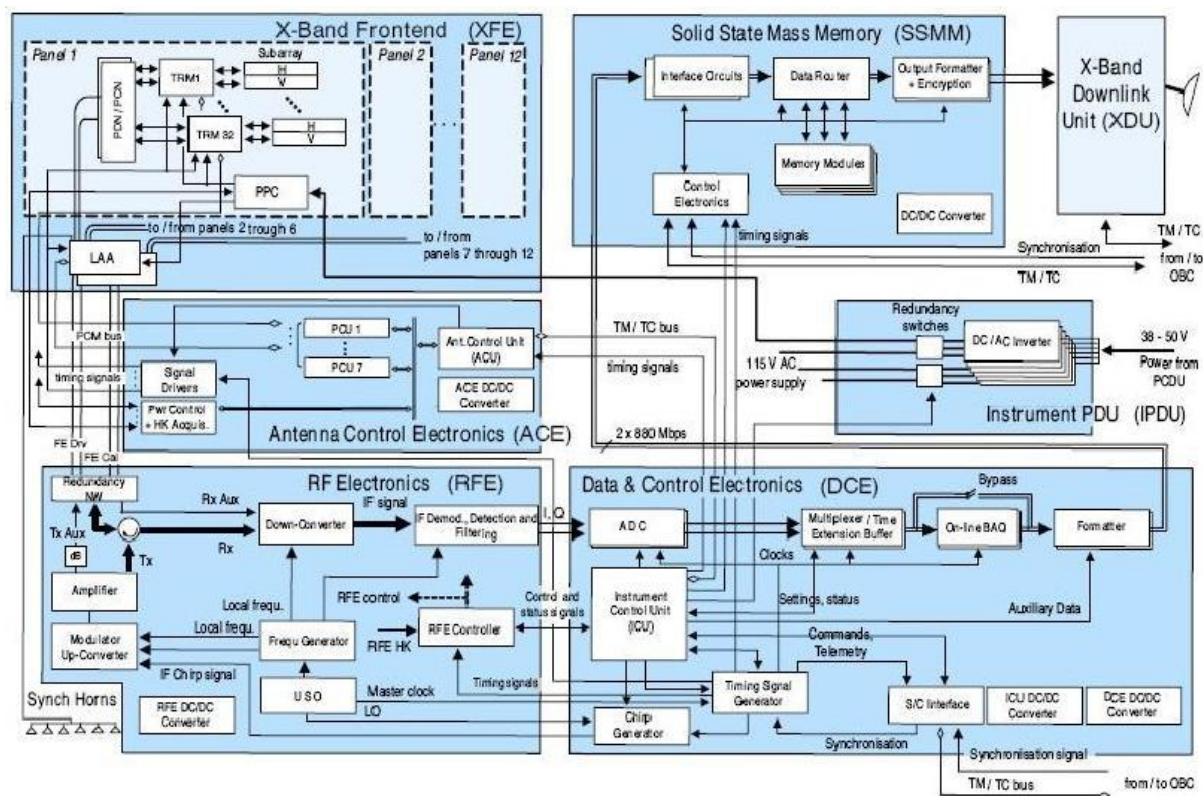 X-Band Frontend (XFE)
Panel 1
Subarray
Panel 2
Panel 12
PDN / PCN
TRM1
H
V
TRM 32
H
V
PPC
to / from panels 2 trough 6
to / from
panels 7 through 12
LAA
Solid State Mass Memory (SSMM)
Interface Circuits
Data Router
Output Formatter
+ Encryption
Memory Modules
Control
Electronics
DC/DC Converter
timing signals
Synchronisation
TM / TC
X-Band
Downlink
Unit (XDU)
TM / TC
from / to
OBC
PCM bus
timing signals
PCU 1
PCU 7
Ant. Control Unit
(ACU)
Signal
Drivers
ACE DC/DC
Converter
Pwr Control
+ HK Acquis.
Antenna Control Electronics (ACE)
TM / TC bus
timing signals
Redundancy
switches
DC / AC Inverter
115 V AC
power supply
38 - 50 V
Power from
PCDU
Instrument PDU (IPDU)
2 x 880 Mbps
FE Drv
FE Cal
RF Electronics (RFE)
Redundancy
N/W
Rx Aux
IF signal
Down-Converter
IF Demod., Detection and
Filtering
I, Q
Tx Aux
Rx
dB
Tx
Amplifier
Local frequ.
RFE control
Control and
status signals
Modulator
Up-Converter
Local frequ.
Frequ Generator
RFE HK
RFE Controller
IF Chirp signal
Timing signals
USO
Master clock
LO
Synch Horns
RFE DC/DC
Converter
Data & Control Electronics (DCE)
Bypass
ADC
Multiplexer / Time
Extension Buffer
On-line BAQ
Formatter
Clocks
Instrument
Control Unit
(ICU)
Settings, status
Auxiliary Data
Commands,
Telemetry
Timing Signal
Generator
Chirp
Generator
S/C Interface
ICU DC/DC
Converter
DCE DC/DC
Converter
Synchronisation
Synchronisation signal
TM / TC bus
from / to OBC